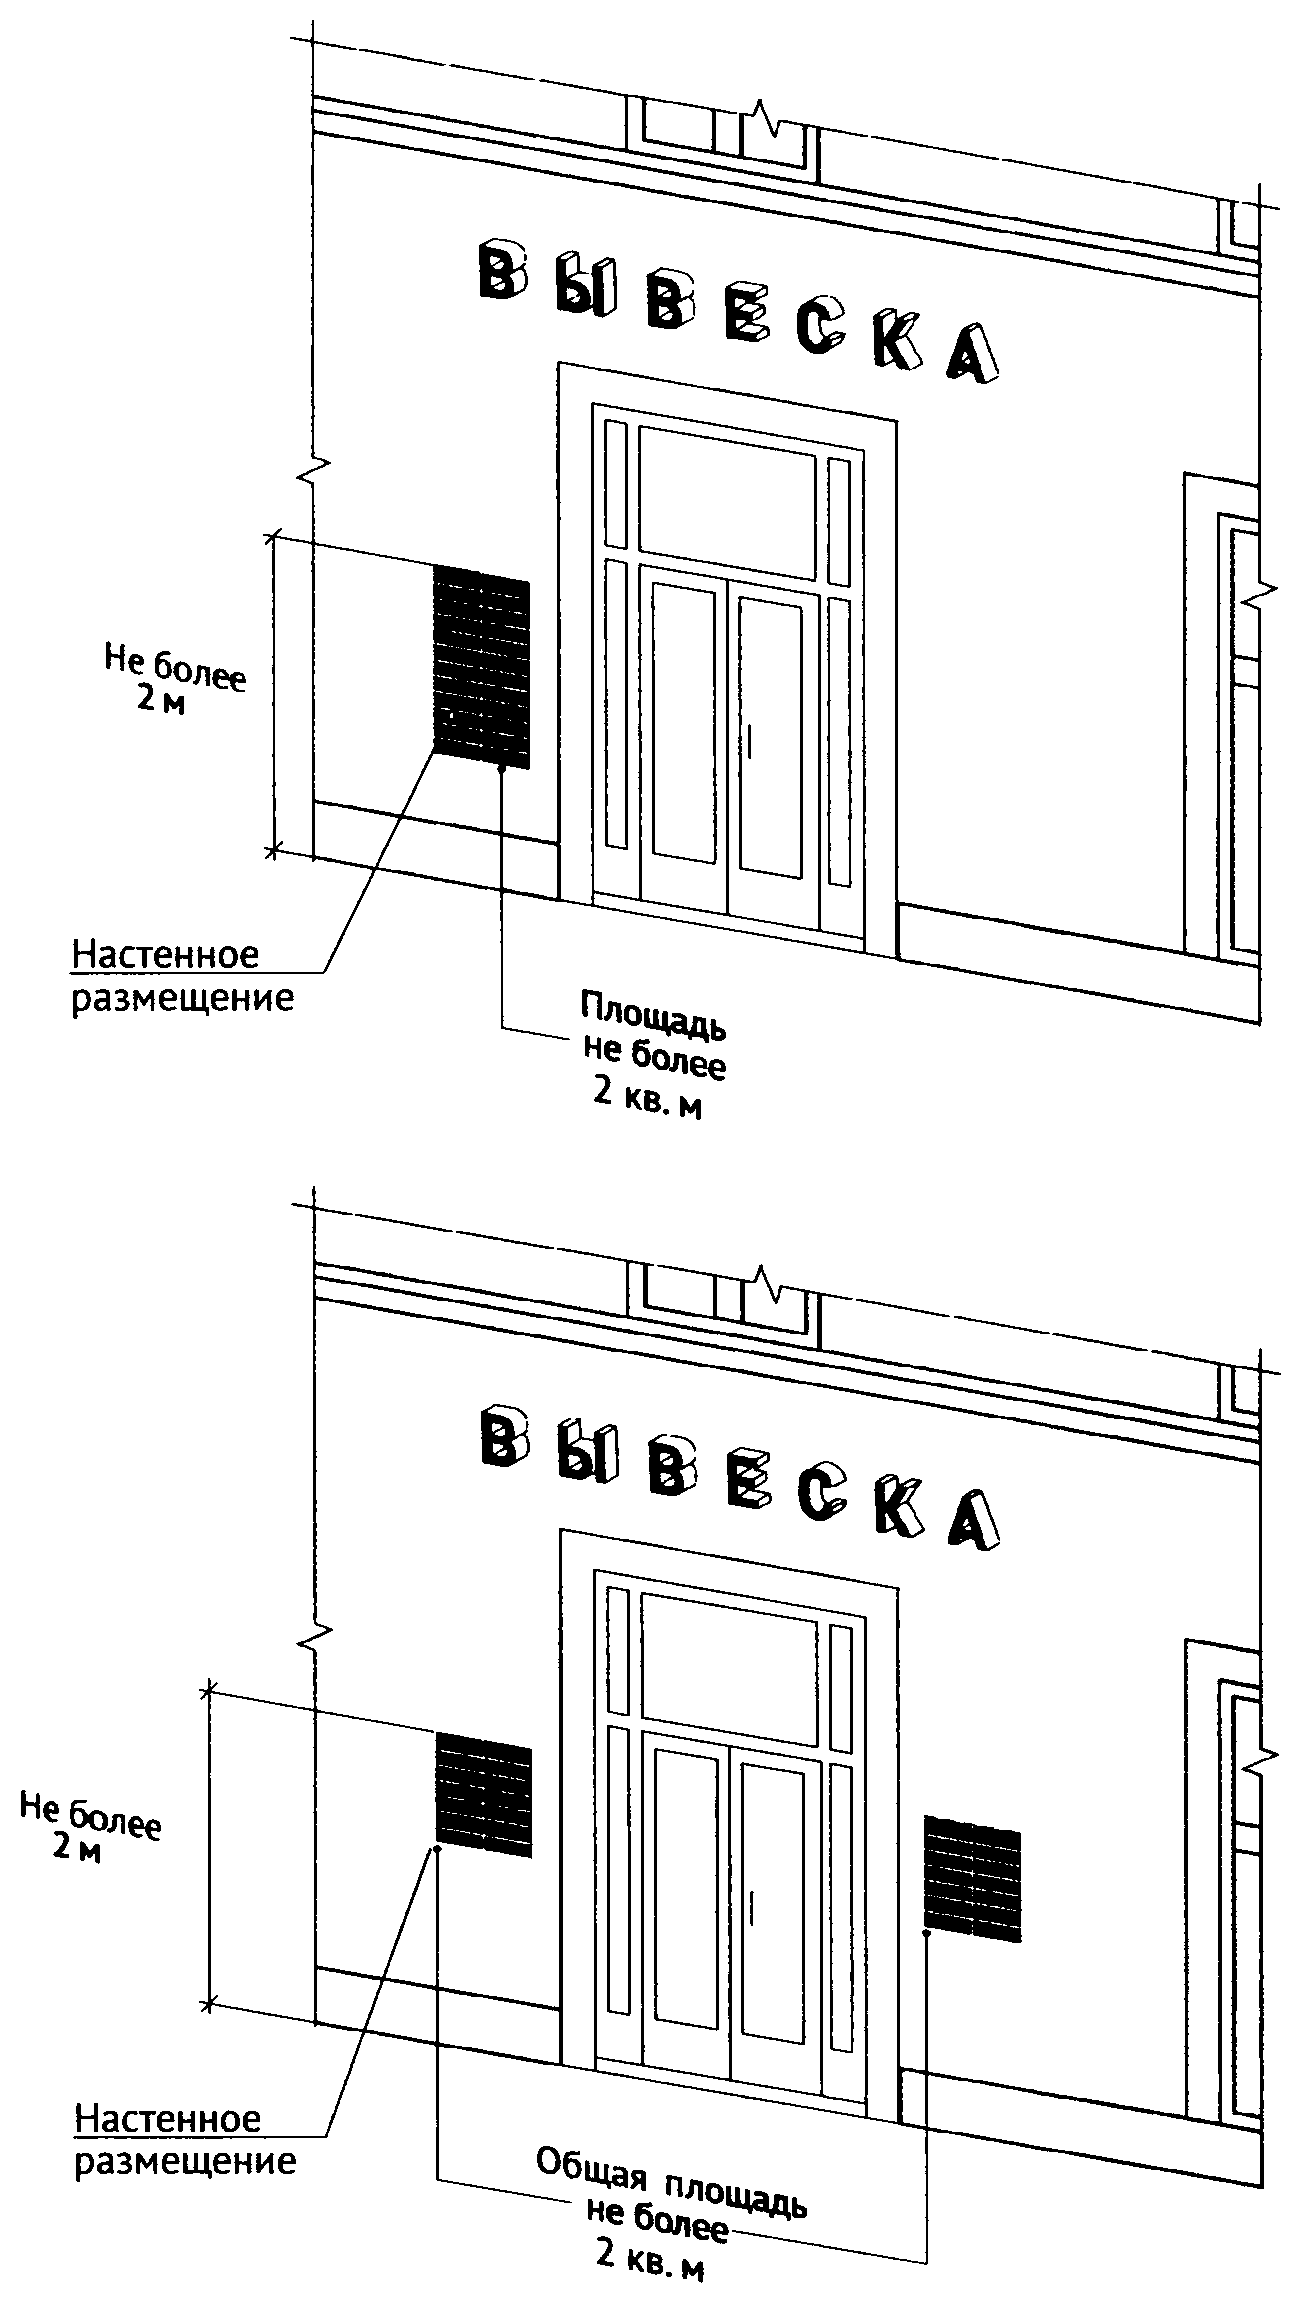 ВЫВЕСКА
Не более
2 м
Настенное
размещение
Площадь
не более
2 кв. м
ВЫВЕСКА
Не более
2 м
Настенное
размещение
Общая площадь
не более
2 кв. м